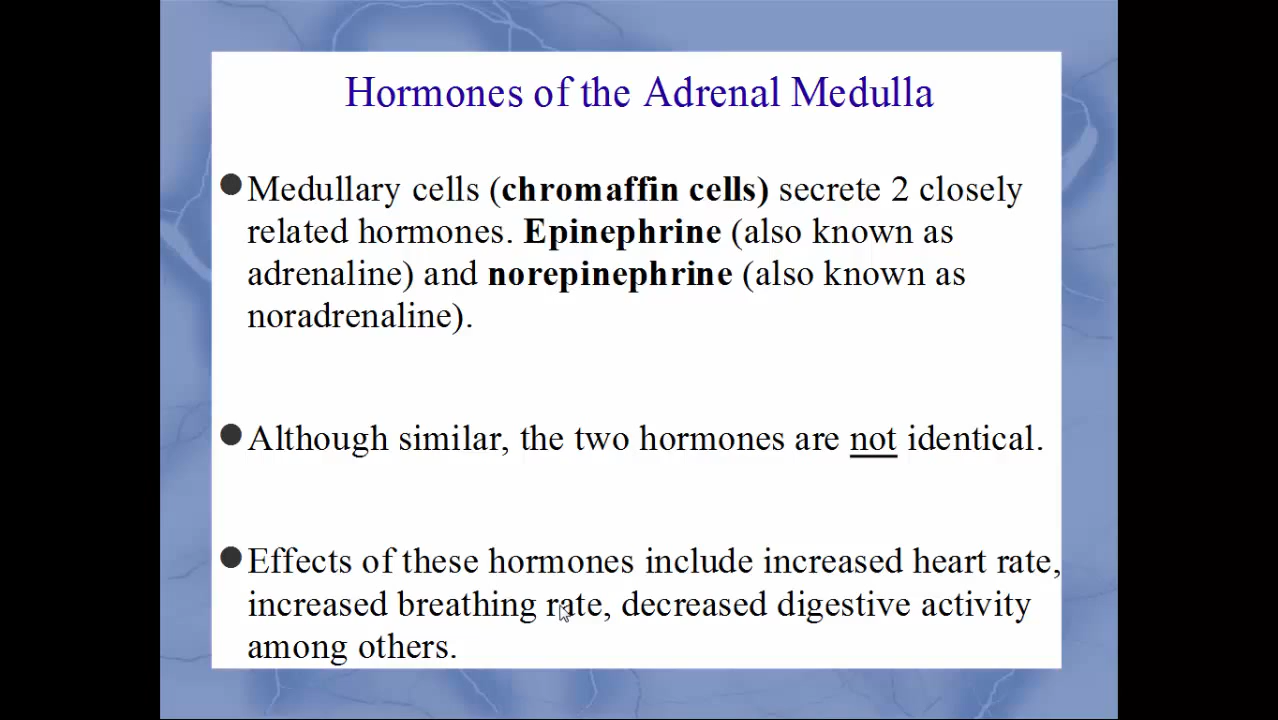 Hormones of the Adrenal Medulla
Medullary cells (chromaffin cells) secrete 2 closely
related hormones. Epinephrine (also known as
adrenaline) and norepinephrine (also known as
noradrenaline).
Although similar, the two hormones are not identical.
Effects of these hormones include increased heart rate,
increased breathing rate, decreased digestive activity
among others.